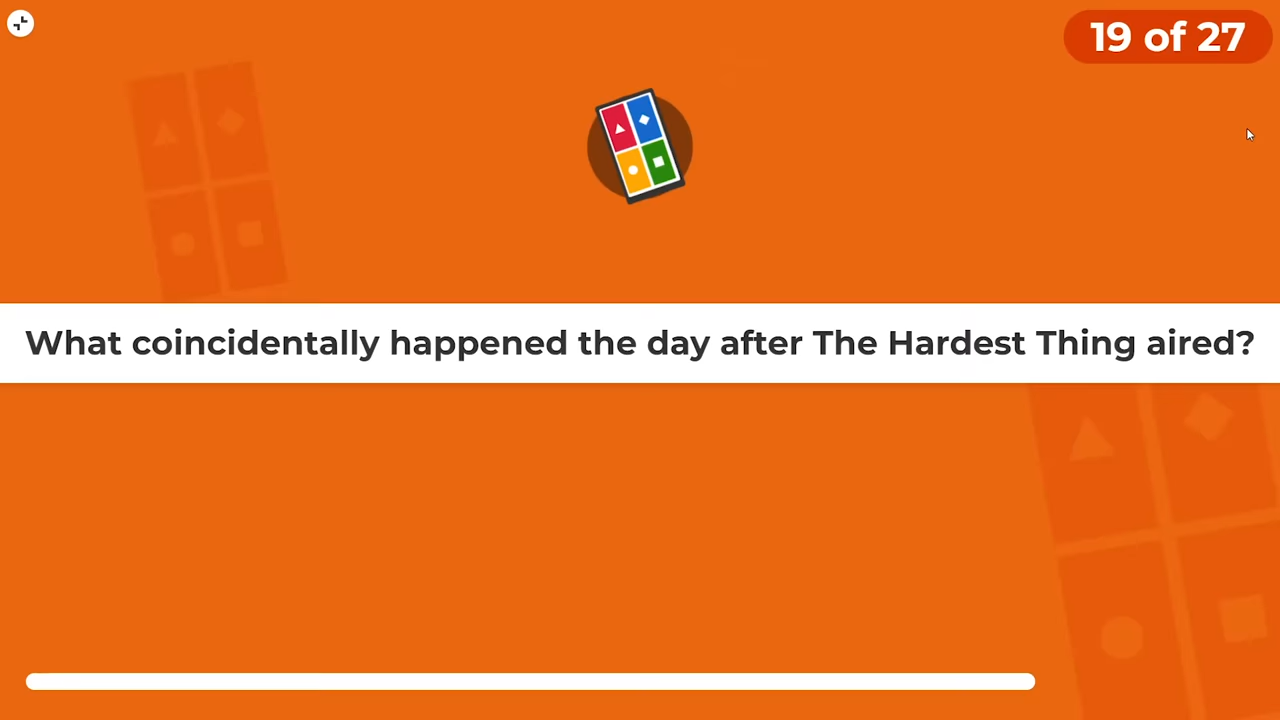 19 of 27
What coincidentally happened the day after The Hardest Thing aired?